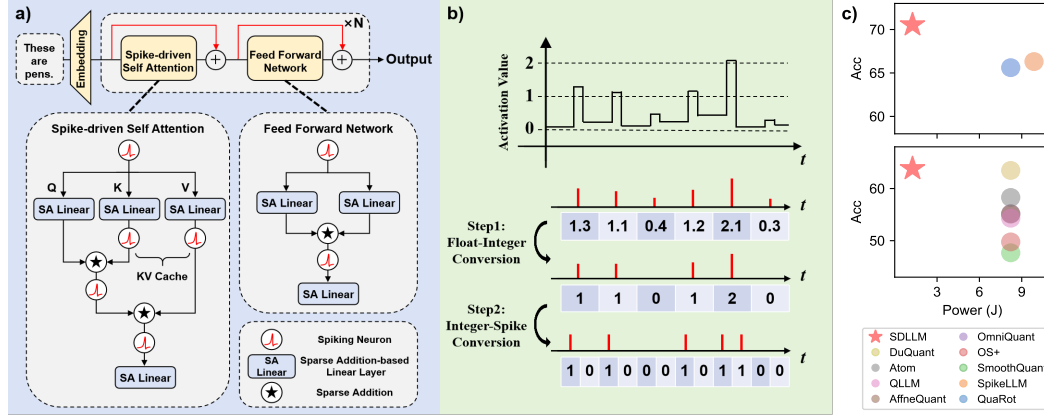 a)
×N
These
are
pens.
Embedding
Spike-driven
Self Attention
Feed Forward
Network
Output
Spike-driven Self Attention
Q
K
V
SA Linear
SA Linear
SA Linear
KV Cache
SA Linear
Feed Forward Network
SA Linear
SA Linear
SA Linear
Spiking Neuron
SA
Linear
Sparse Addition-based
Linear Layer
Sparse Addition
b)
Activation Value
2
1
0
t
t
1.3 1.1 0.4 1.2 2.1 0.3
Step1:
Float-Integer
Conversion
t
1 1 0 1 2 0
Step2:
Integer-Spike
Conversion
t
1 0 1 0 0 0 1 0 1 1 0 0
c)
Acc
70
65
60
Acc
60
50
3 6 9
Power (J)
SDLLM
DuQuant
Atom
QLLM
AffneQuant
OmniQuant
OS+
SmoothQuant
SpikeLLM
QuaRot